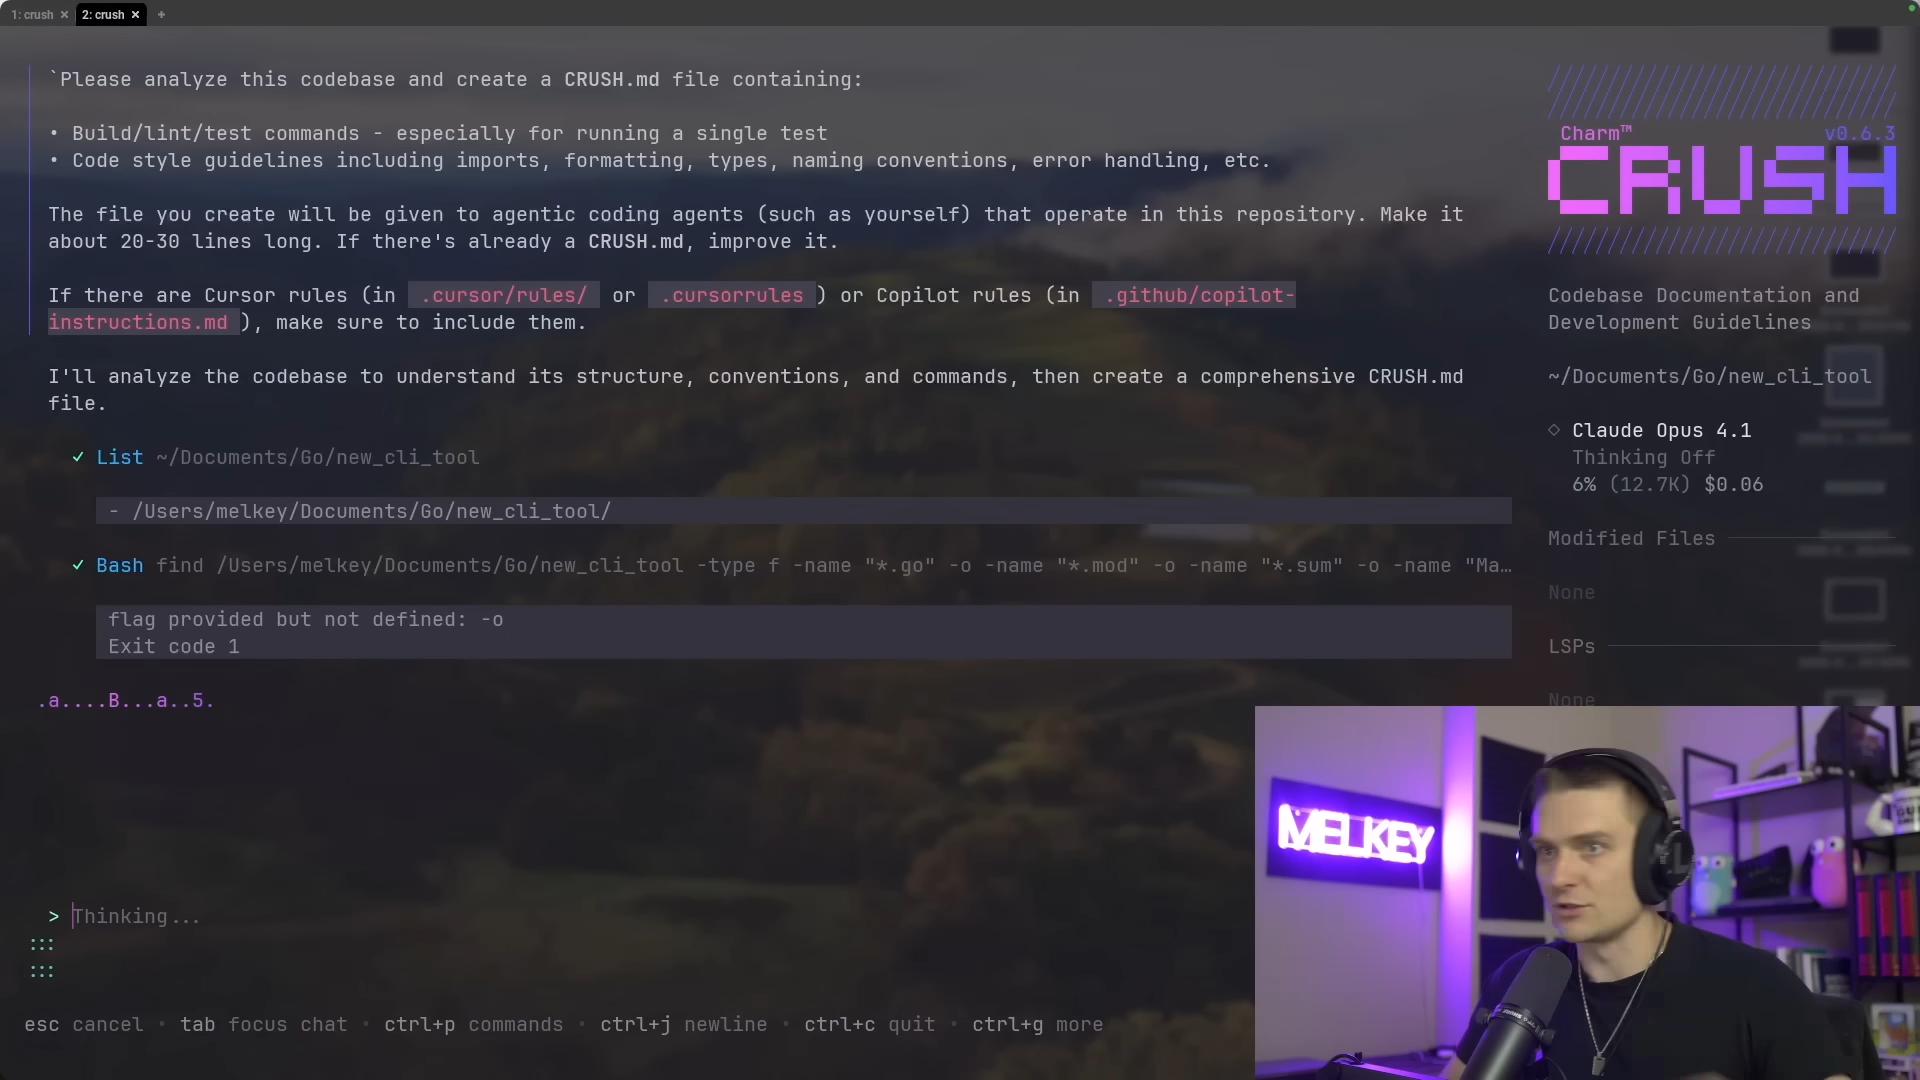 1: crush ✕
2: crush ✕
+
`Please analyze this codebase and create a CRUSH.md file containing:
• Build/lint/test commands - especially for running a single test
• Code style guidelines including imports, formatting, types, naming conventions, error handling, etc.
The file you create will be given to agentic coding agents (such as yourself) that operate in this repository. Make it
about 20-30 lines long. If there's already a CRUSH.md, improve it.
If there are Cursor rules (in .cursor/rules/ or .cursorrules ) or Copilot rules (in .github/copilot-
instructions.md ), make sure to include them.
I'll analyze the codebase to understand its structure, conventions, and commands, then create a comprehensive CRUSH.md
file.
✓ List ~/Documents/Go/new_cli_tool
- /Users/melkey/Documents/Go/new_cli_tool/
✓ Bash find /Users/melkey/Documents/Go/new_cli_tool -type f -name "*.go" -o -name "*.mod" -o -name "*.sum" -o -name "Ma…
flag provided but not defined: -o
Exit code 1
.a....B...a..5.
> Thinking...
:::
:::
esc cancel • tab focus chat • ctrl+p commands • ctrl+j newline • ctrl+c quit • ctrl+g more
Charm™ v0.6.3
CRUSH
Codebase Documentation and
Development Guidelines
~/Documents/Go/new_cli_tool
◇ Claude Opus 4.1
Thinking Off
6% (12.7K) $0.06
Modified Files
None
LSPs
None
MELKEY